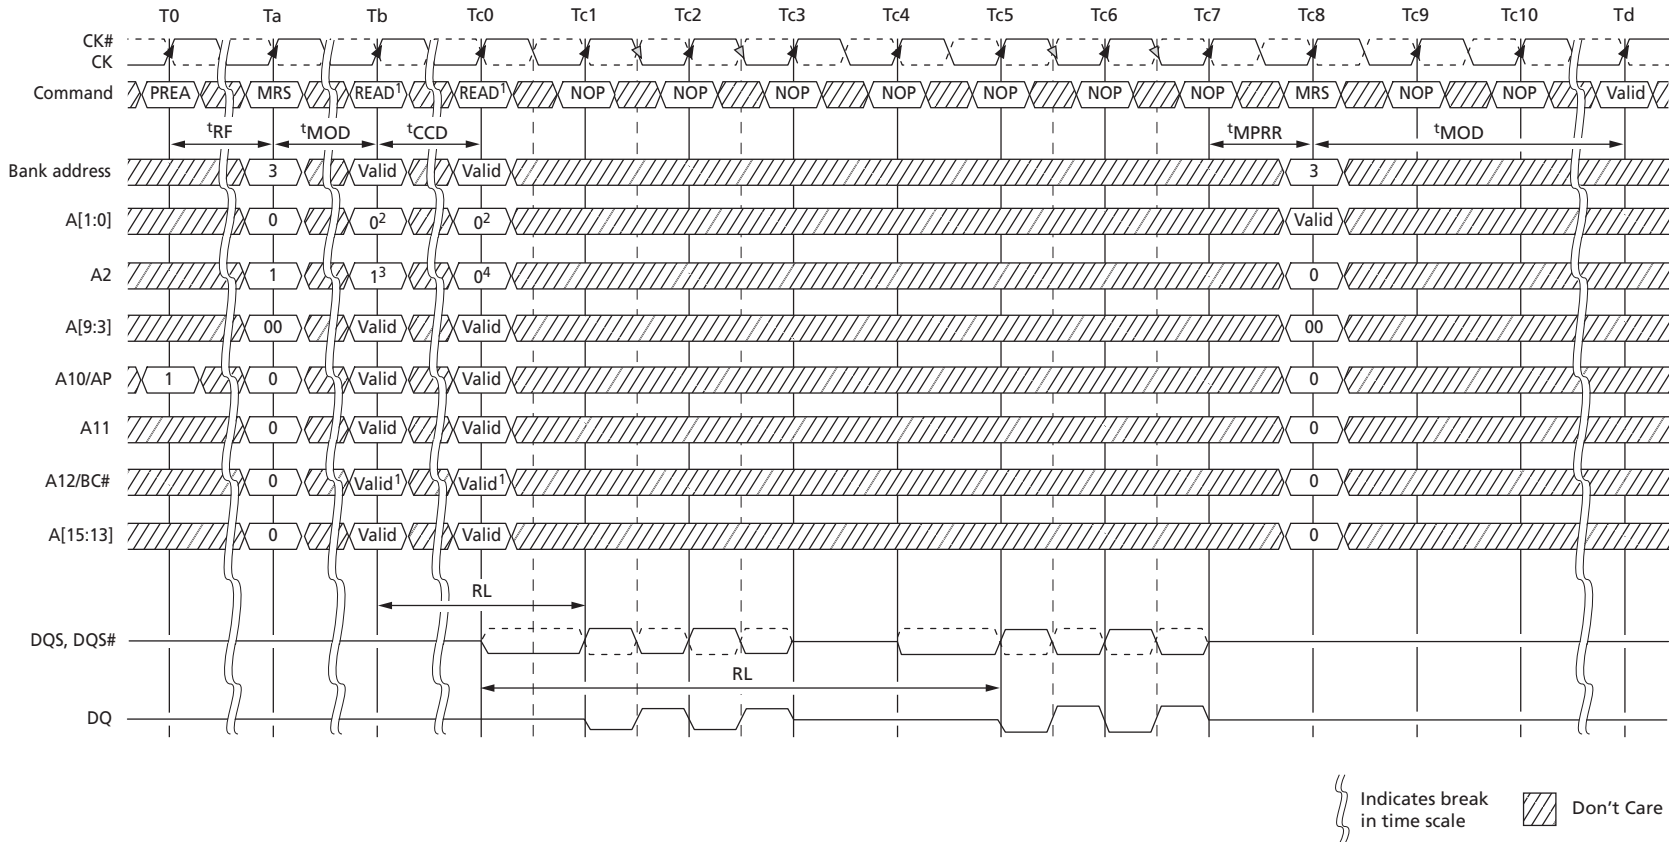 T0 Ta Tb Tc0 Tc1 Tc2 Tc3 Tc4 Tc5 Tc6 Tc7 Tc8 Tc9 Tc10 Td
CK#
CK
Command PREA MRS READ¹ READ¹ NOP NOP NOP NOP NOP NOP NOP MRS NOP NOP Valid
tRF tMOD tCCD tMPRR tMOD
Bank address 3 Valid Valid 3
A[1:0] 0 0² 0² Valid
A2 1 1³ 0⁴ 0
A[9:3] 00 Valid Valid 00
A10/AP 1 0 Valid Valid 0
A11 0 Valid Valid 0
A12/BC# 0 Valid¹ Valid¹ 0
A[15:13] 0 Valid Valid 0
RL
DQS, DQS#
RL
DQ
Indicates break
in time scale
Don't Care